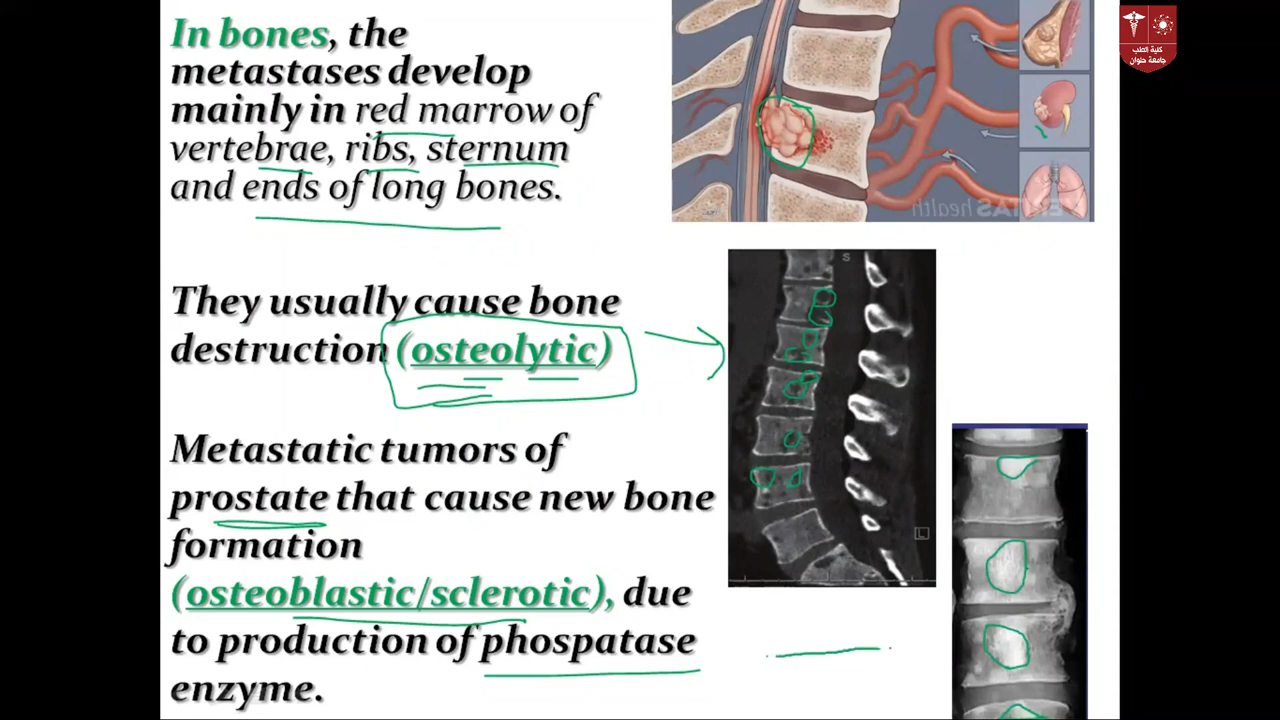 In bones, the
metastases develop
mainly in red marrow of
vertebrae, ribs, sternum
and ends of long bones.
They usually cause bone
destruction (osteolytic)
Metastatic tumors of
prostate that cause new bone
formation
(osteoblastic/sclerotic), due
to production of phospatase
enzyme.
S
L
كلية الطب
جامعة حلوان